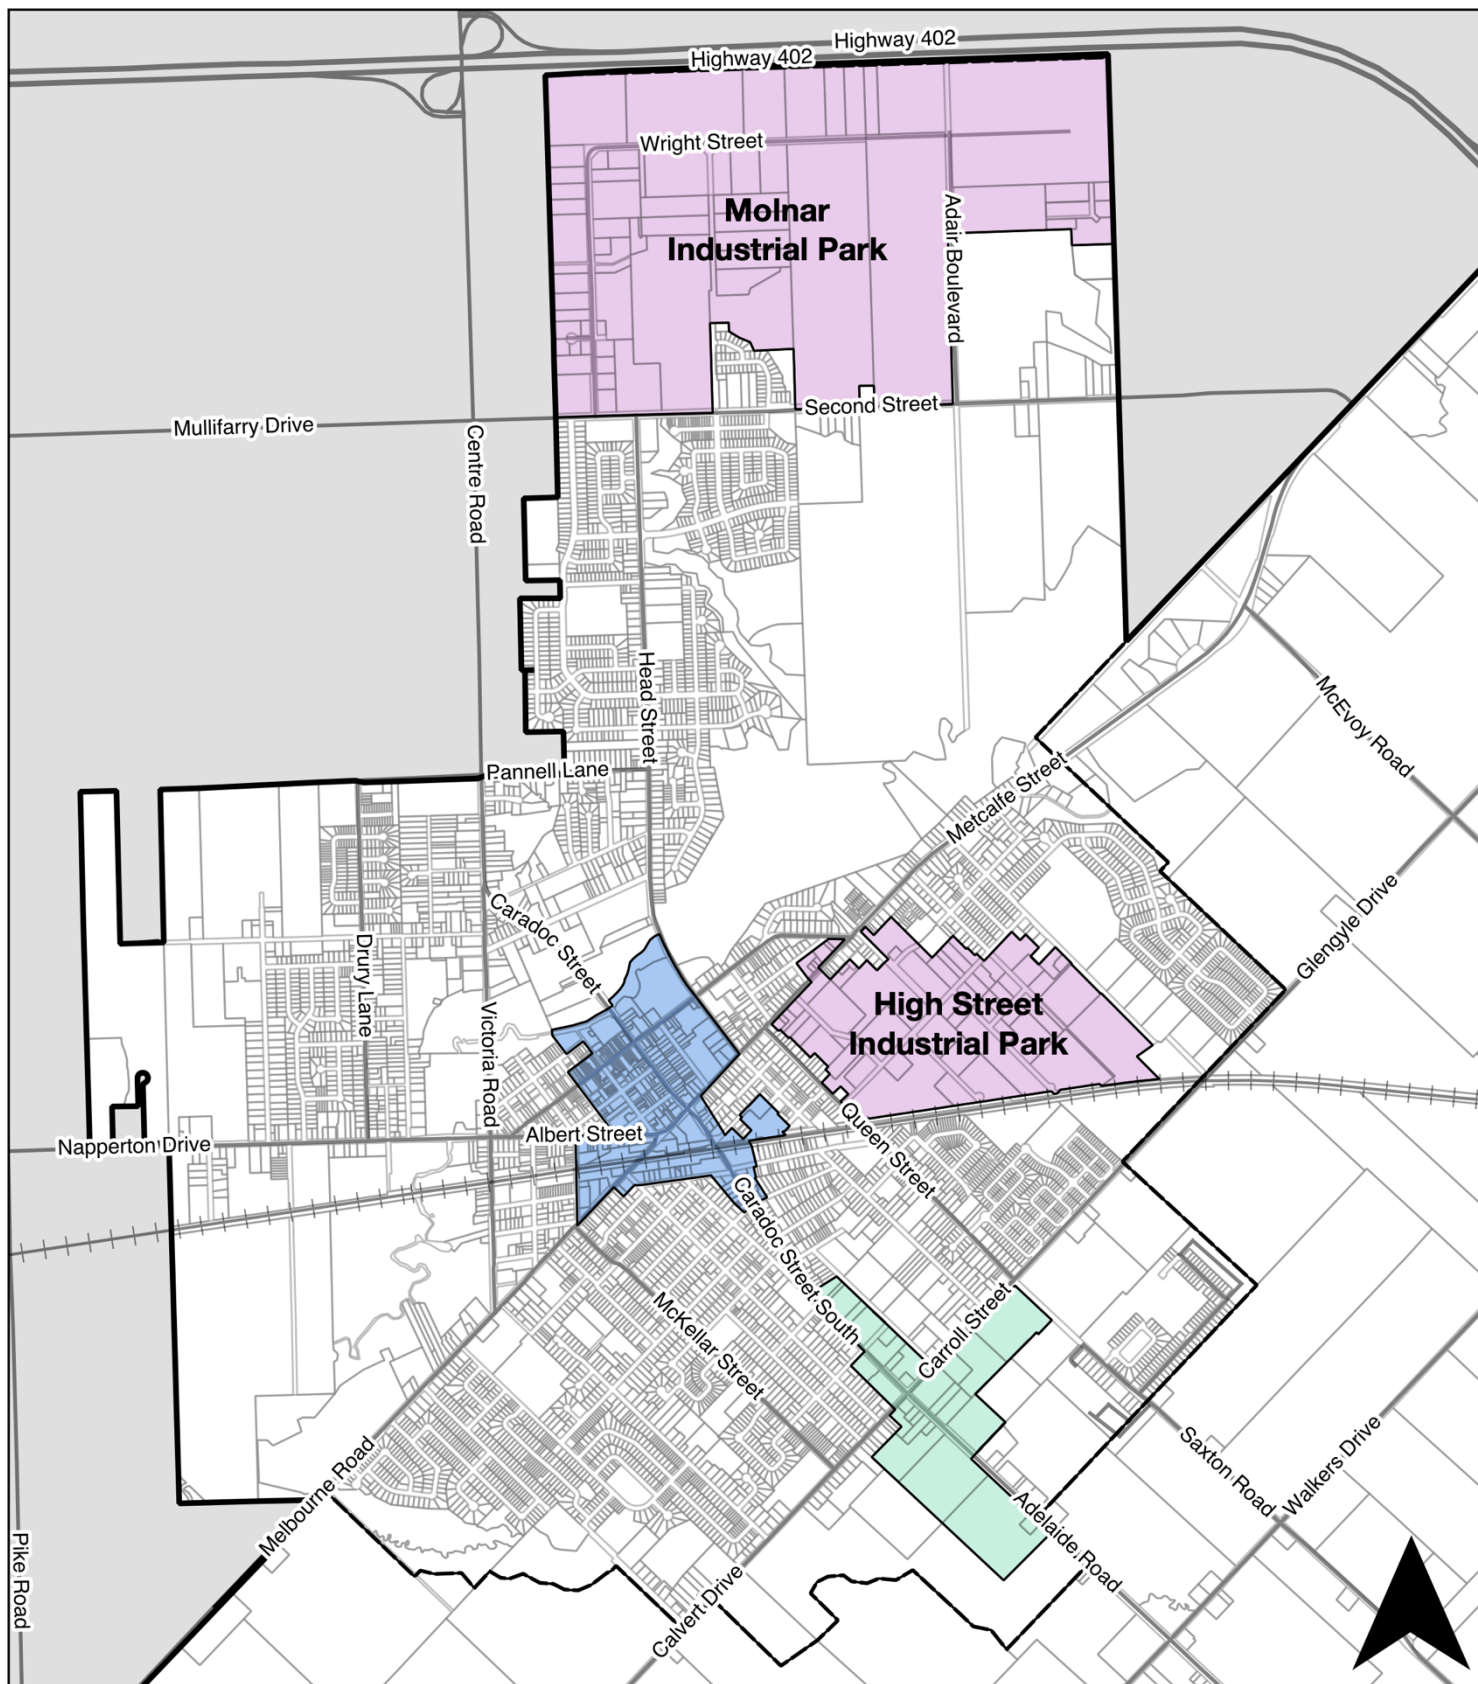 Highway 402
Highway 402
Wright Street
Molnar
Industrial Park
Adair Boulevard
Second Street
Mullifarry Drive
Centre Road
Head Street
McEvoy Road
Pannell Lane
Metcalfe Street
Glengyle Drive
Caradoc Street
Drury Lane
Victoria Road
High Street
Industrial Park
Queen Street
Albert Street
Napperton Drive
Caradoc Street South
McKellar Street
Carroll Street
Saxton Road
Walkers Drive
Melbourne Road
Adelaide Road
Pike Road
Calvert Drive